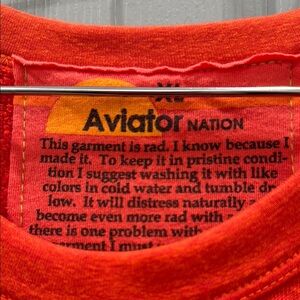 XL
Aviator NATION
This garment is rad. I know because I
made it. To keep it in pristine condi-
tion I suggest washing it with like
colors in cold water and tumble
low. It will distress naturally
become even more rad with
there is one problem with
I must